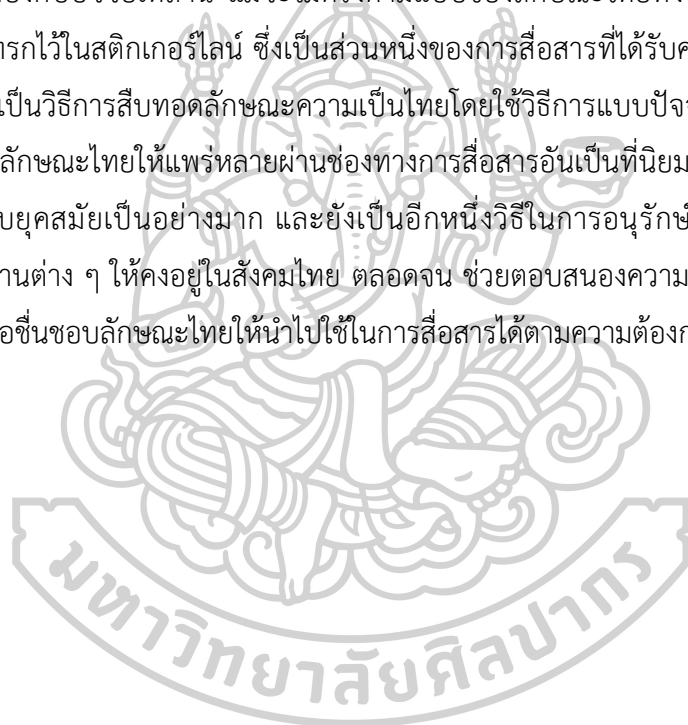 ทรกไว้ในสติกเกอร์ไลน์ ซึ่งเป็นส่วนหนึ่งของการสื่อสารที่ได้รับค
เป็นวิธีการสืบทอดลักษณะความเป็นไทยโดยใช้วิธีการแบบปัจจ
ลักษณะไทยให้แพร่หลายผ่านช่องทางการสื่อสารอันเป็นที่นิยม
บยุคสมัยเป็นอย่างมาก และยังเป็นอีกหนึ่งวิธีในการอนุรักษ์
านต่าง ๆ ให้คงอยู่ในสังคมไทย ตลอดจน ช่วยตอบสนองความ
อชื่นชอบลักษณะไทยให้นำไปใช้ในการสื่อสารได้ตามความต้องก
มหาวิทยาลัยศิลปากร